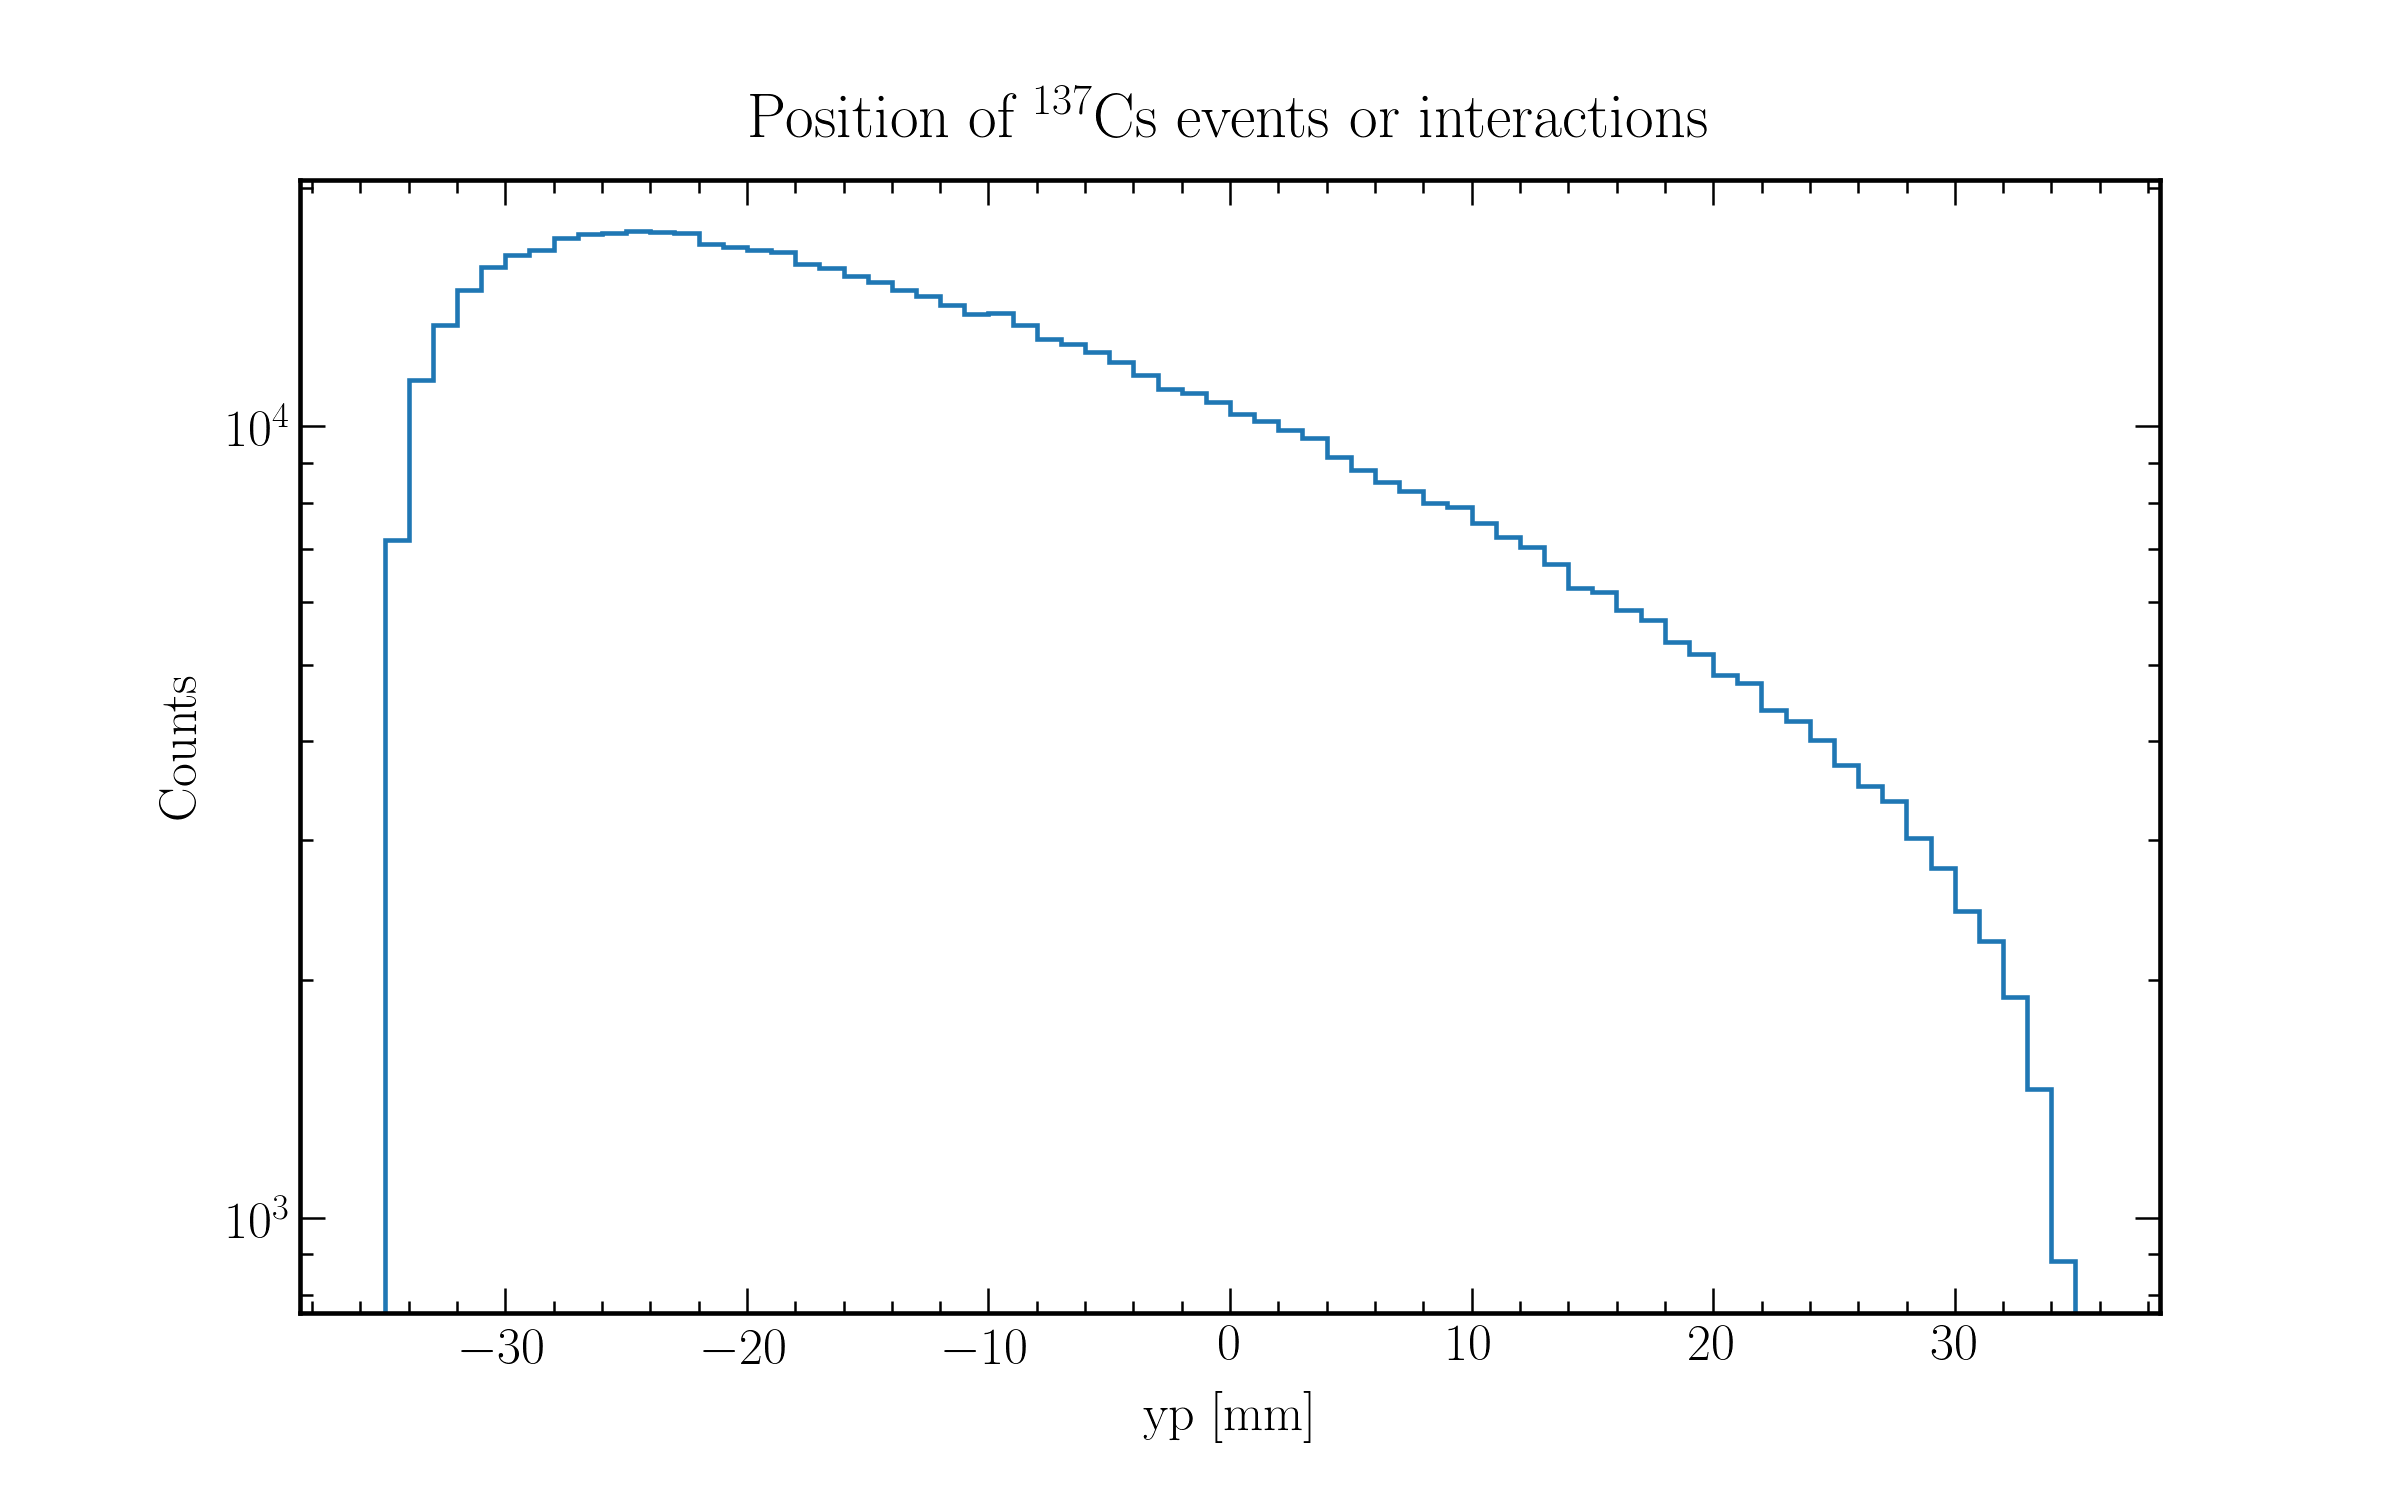 Position of ¹³⁷Cs events or interactions
10⁴
10³
Counts
−30 −20 −10 0 10 20 30
yp [mm]